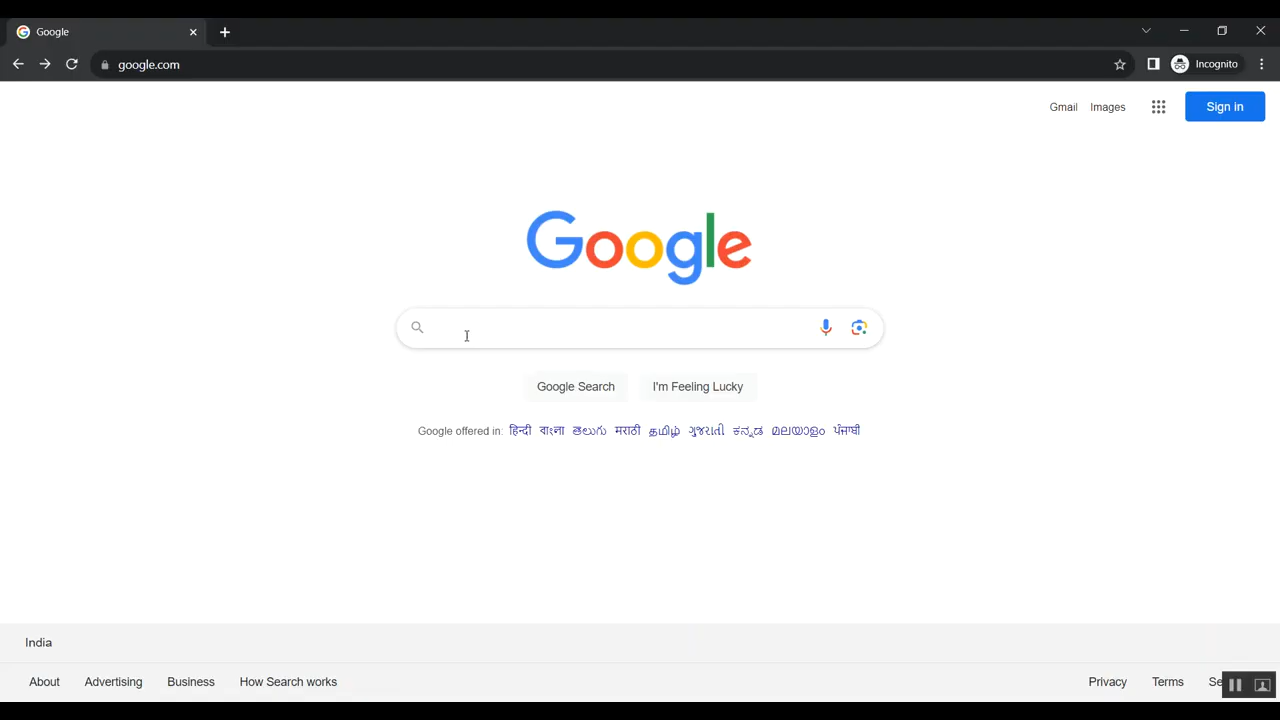 Google
google.com
Incognito
Gmail Images Sign in
Google
Google Search I'm Feeling Lucky
Google offered in: हिन्दी বাংলা తెలుగు मराठी தமிழ் ગુજરાતી ಕನ್ನಡ മലയാളം ਪੰਜਾਬੀ
India
About Advertising Business How Search works Privacy Terms Se